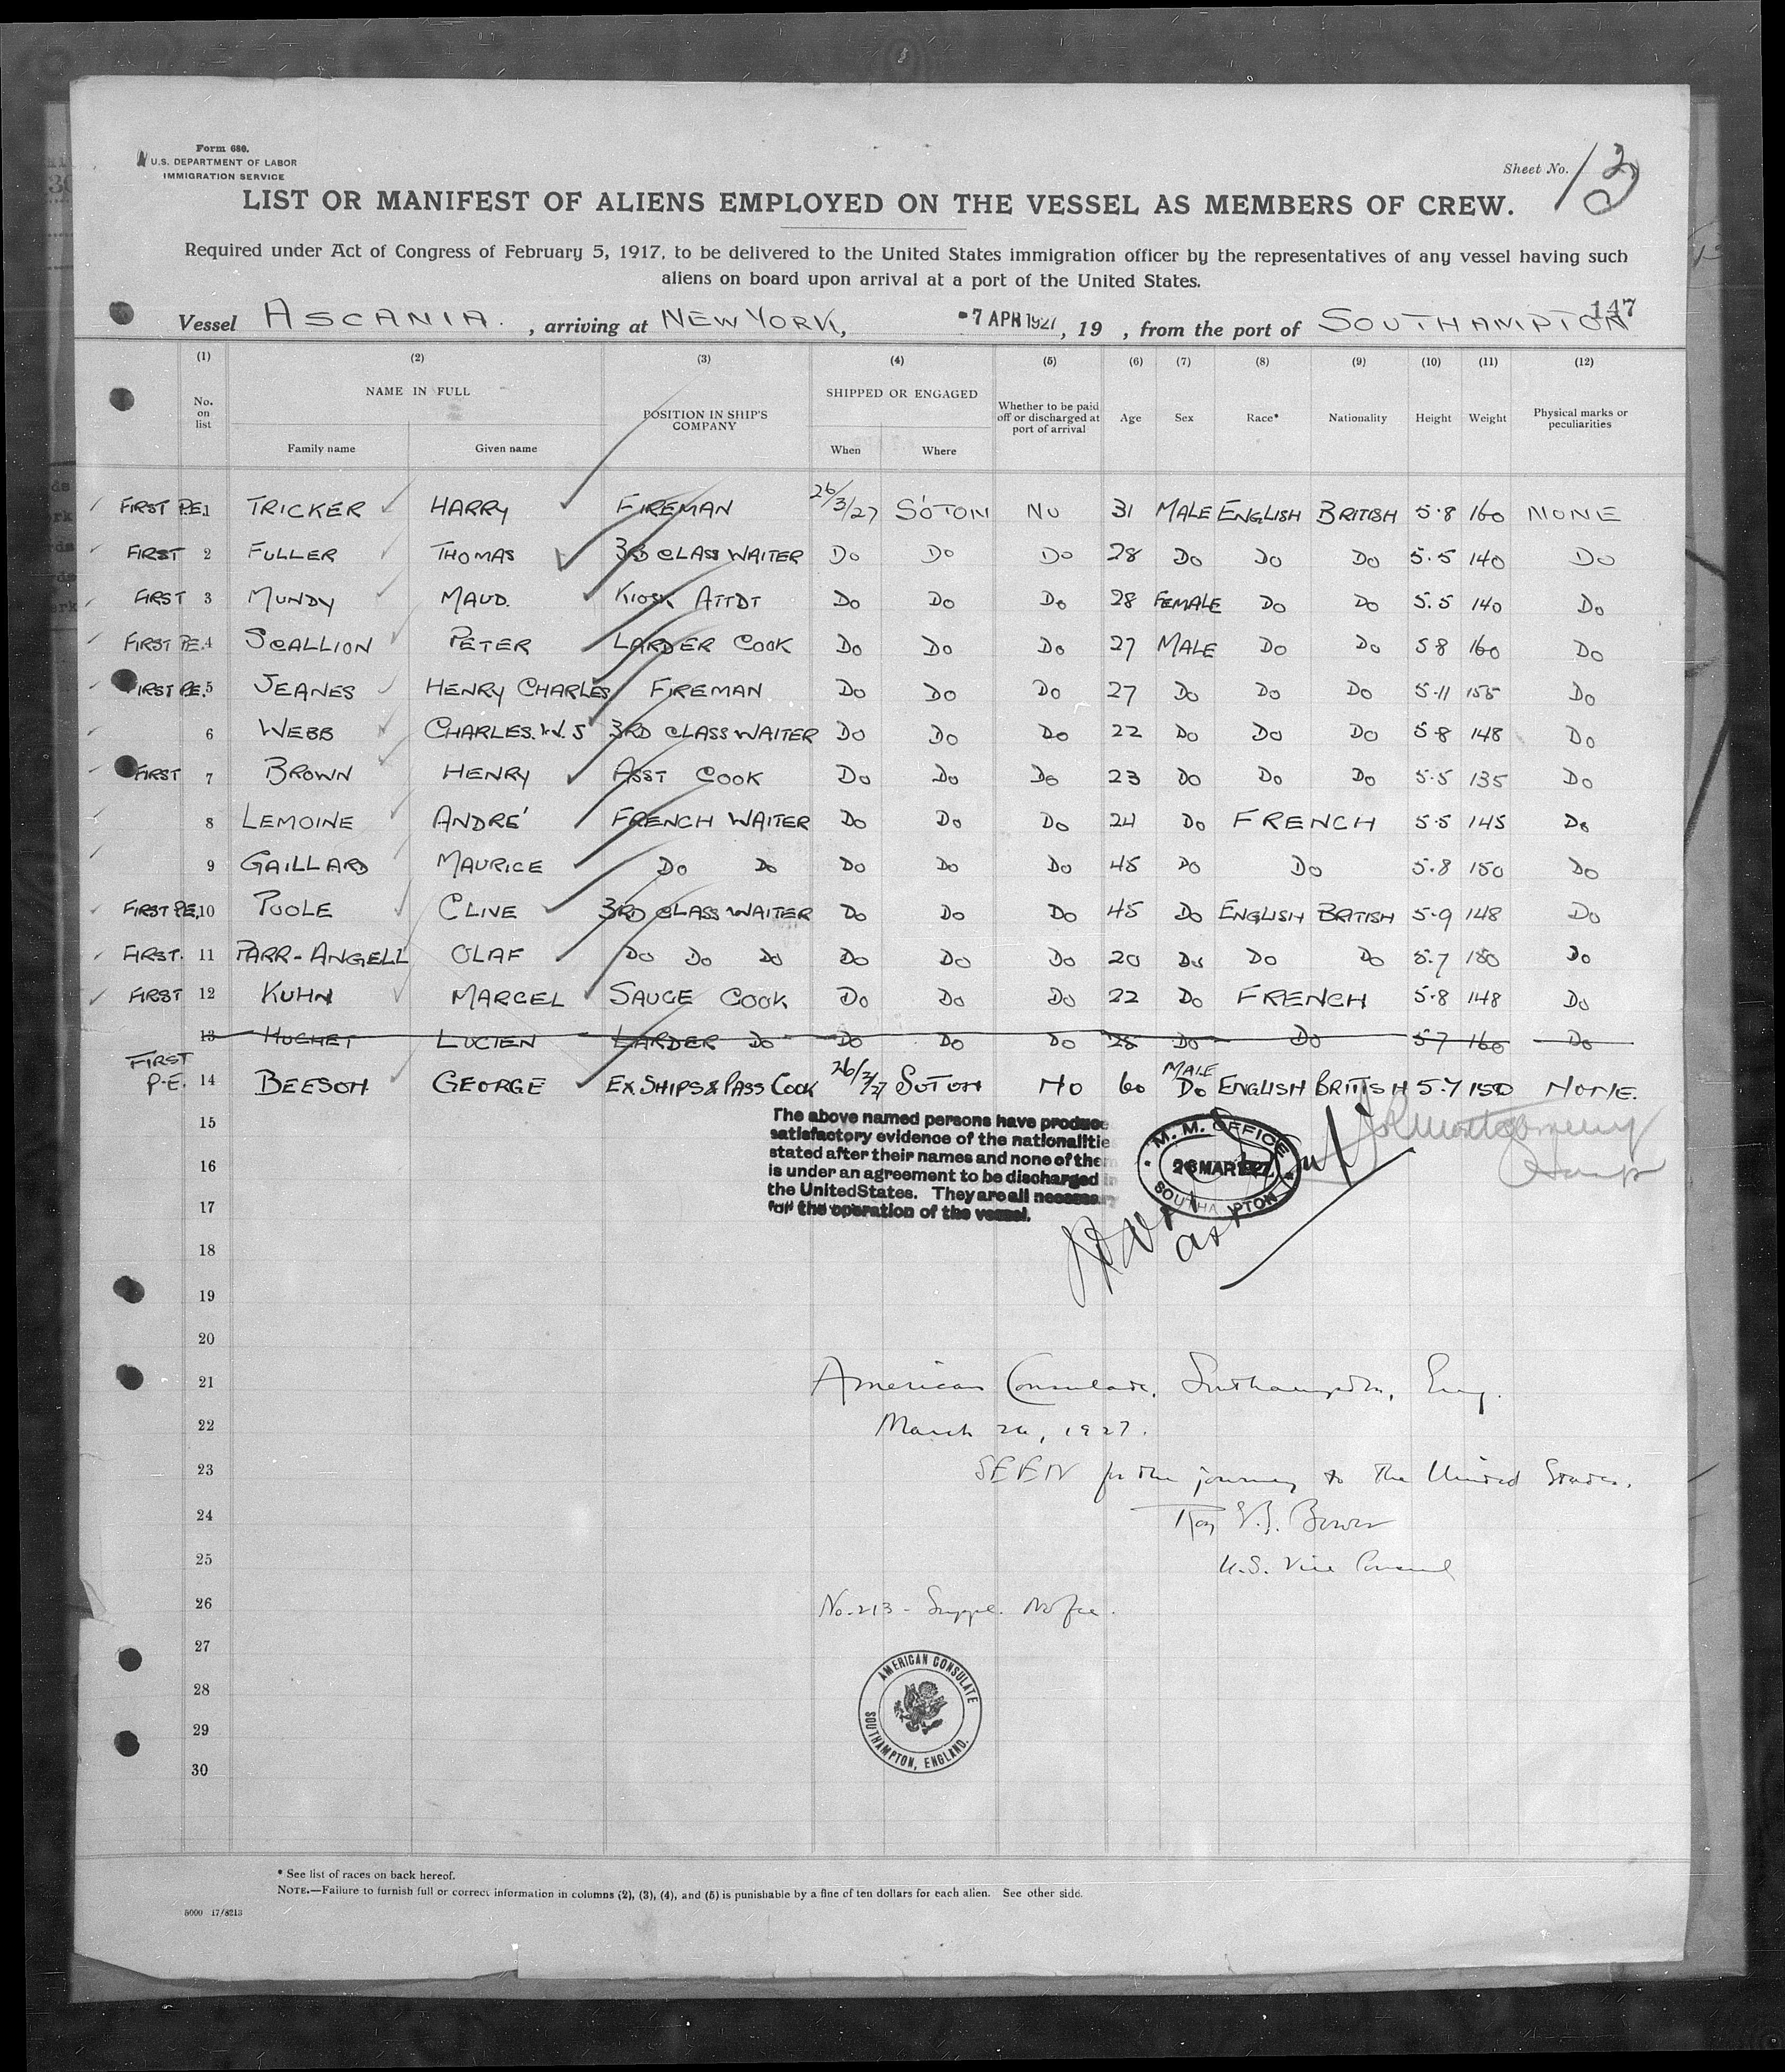 Form 680.
U.S. DEPARTMENT OF LABOR
IMMIGRATION SERVICE
Sheet No. 13
LIST OR MANIFEST OF ALIENS EMPLOYED ON THE VESSEL AS MEMBERS OF CREW.
Required under Act of Congress of February 5, 1917, to be delivered to the United States immigration officer by the representatives of any vessel having such
aliens on board upon arrival at a port of the United States.
147
Vessel ASCANIA. , arriving at NEW YORK, 7 APR 1927, 19 , from the port of SOUTHAMPTON
(1) (2) (3) (4) (5) (6) (7) (8) (9) (10) (11) (12)
No. on list NAME IN FULL Family name Given name POSITION IN SHIP'S COMPANY SHIPPED OR ENGAGED When Where Whether to be paid off or discharged at port of arrival Age Sex Race* Nationality Height Weight Physical marks or peculiarities
FIRST P.E. 1 TRICKER HARRY FIREMAN 26/3/27 S'OTON NO 31 MALE ENGLISH BRITISH 5.8 160 NONE
FIRST 2 FULLER THOMAS 3RD CLASS WAITER DO DO DO 28 DO DO DO 5.5 140 DO
FIRST 3 MUNDY MAUD. KIOSK ATTDT DO DO DO 28 FEMALE DO DO 5.5 140 DO
FIRST P.E. 4 SCALLION PETER LARDER COOK DO DO DO 27 MALE DO DO 5 8 160 DO
FIRST P.E. 5 JEANES HENRY CHARLES FIREMAN DO DO DO 27 DO DO DO 5.11 155 DO
6 WEBB CHARLES. W. S 3RD CLASS WAITER DO DO DO 22 DO DO DO 5 8 148 DO
FIRST 7 BROWN HENRY ASST COOK DO DO DO 23 DO DO DO 5.5 135 DO
8 LEMOINE ANDRE' FRENCH WAITER DO DO DO 24 DO FRENCH 5.5 145 DO
9 GAILLARD MAURICE DO DO DO DO DO 45 DO DO 5.8 150 DO
FIRST P.E. 10 POOLE CLIVE 3RD CLASS WAITER DO DO DO 45 DO ENGLISH BRITISH 5.9 148 DO
FIRST. 11 PARR-ANGELL OLAF DO DO DO DO DO DO 20 DO DO DO 5.7 150 DO
FIRST 12 KUHN MARCEL SAUCE COOK DO DO DO 22 DO FRENCH 5.8 148 DO
13 HUCHET LUCIEN LARDER DO DO DO DO 28 DO DO 5 7 160 DO
FIRST
P.E. 14 BEESON GEORGE EX SHIPS & PASS COOK 26/3/27 SOTON NO 60 MALE DO ENGLISH BRITISH 5.7 150 NONE.
The above named persons have produce
satisfactory evidence of the nationalitie
stated after their names and none of them
is under an agreement to be discharged in
the United States. They are all necessary
for the operation of the vessel.
M. M. OFFICE
26 MAR 1927
SOUTHAMPTON
15
16
17
18
19
20
21 American Consulate, Southampton, Eng.
22 March 26, 1927.
23 SEEN for the journey to the United States.
24 Roy E. B. Bower
25 U.S. Vice Consul
26 No. 213 - Suppl. No fee.
27
28
29
30
AMERICAN CONSULATE
SOUTHAMPTON, ENGLAND.
* See list of races on back hereof.
NOTE.—Failure to furnish full or correct information in columns (2), (3), (4), and (5) is punishable by a fine of ten dollars for each alien. See other side.
5000 17/8213